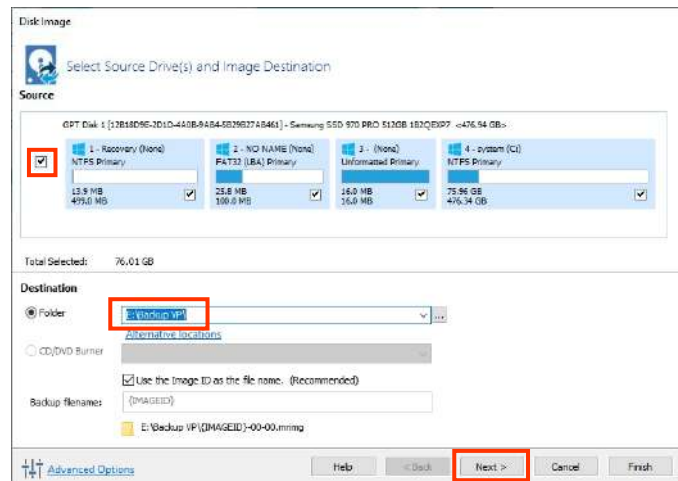 Disk Image
Select Source Drive(s) and Image Destination
Source
GPT Disk 1 [12B18D9E-2D1D-4A0B-9AB4-5B29B27AB461] - Samsung SSD 970 PRO 512GB 1B2QEXP7 <476.94 GB>
1 - Recovery (None)
NTFS Primary
13.9 MB
499.0 MB
2 - NO NAME (None)
FAT32 (LBA) Primary
25.8 MB
100.0 MB
3 - (None)
Unformatted Primary
16.0 MB
16.0 MB
4 - system (C:)
NTFS Primary
75.96 GB
476.34 GB
Total Selected: 76.01 GB
Destination
Folder
E:\Backup VP\
...
Alternative locations
CD/DVD Burner
Use the Image ID as the file name. (Recommended)
Backup filename: {IMAGEID}
E:\Backup VP\{IMAGEID}-00-00.mrimg
Advanced Options
Help
< Back
Next >
Cancel
Finish